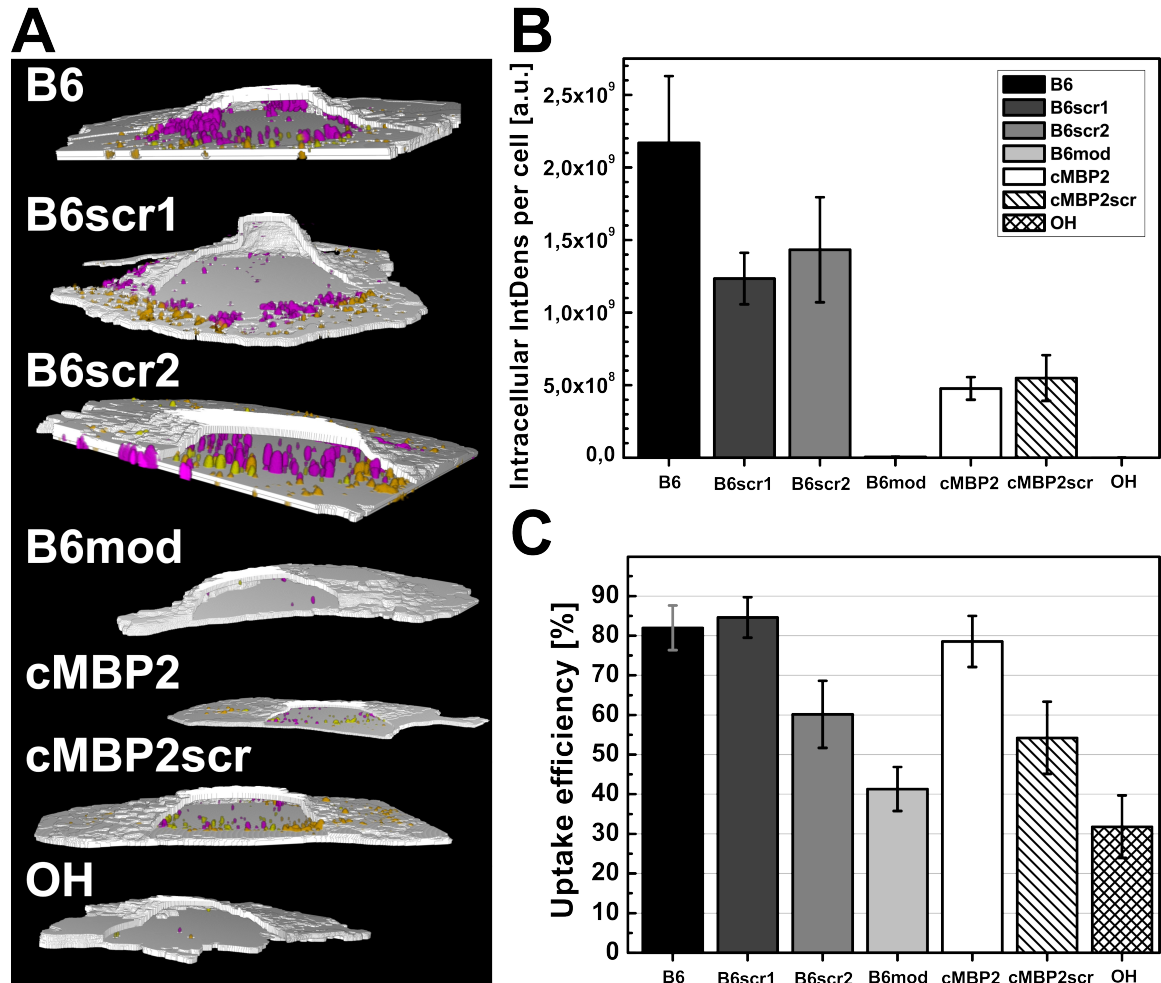 A
B6
B6scr1
B6scr2
B6mod
cMBP2
cMBP2scr
OH
B
Intracellular IntDens per cell [a.u.]
2,5x10⁹
2,0x10⁹
1,5x10⁹
1,0x10⁹
5,0x10⁸
0,0
B6
B6scr1
B6scr2
B6mod
cMBP2
cMBP2scr
OH
B6 B6scr1 B6scr2 B6mod cMBP2 cMBP2scr OH
C
Uptake efficiency [%]
90
80
70
60
50
40
30
20
10
0
B6 B6scr1 B6scr2 B6mod cMBP2 cMBP2scr OH